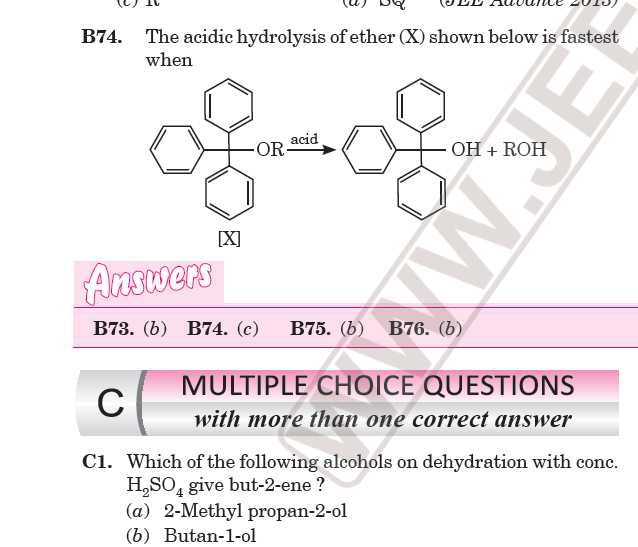 (c) R (d) SQ (JEE Advance 2013)
B74. The acidic hydrolysis of ether (X) shown below is fastest
when
OR acid OH + ROH
[X]
Answers
B73. (b) B74. (c) B75. (b) B76. (b)
C MULTIPLE CHOICE QUESTIONS
with more than one correct answer
C1. Which of the following alcohols on dehydration with conc.
H₂SO₄ give but-2-ene ?
(a) 2-Methyl propan-2-ol
(b) Butan-1-ol
WWW.JEE